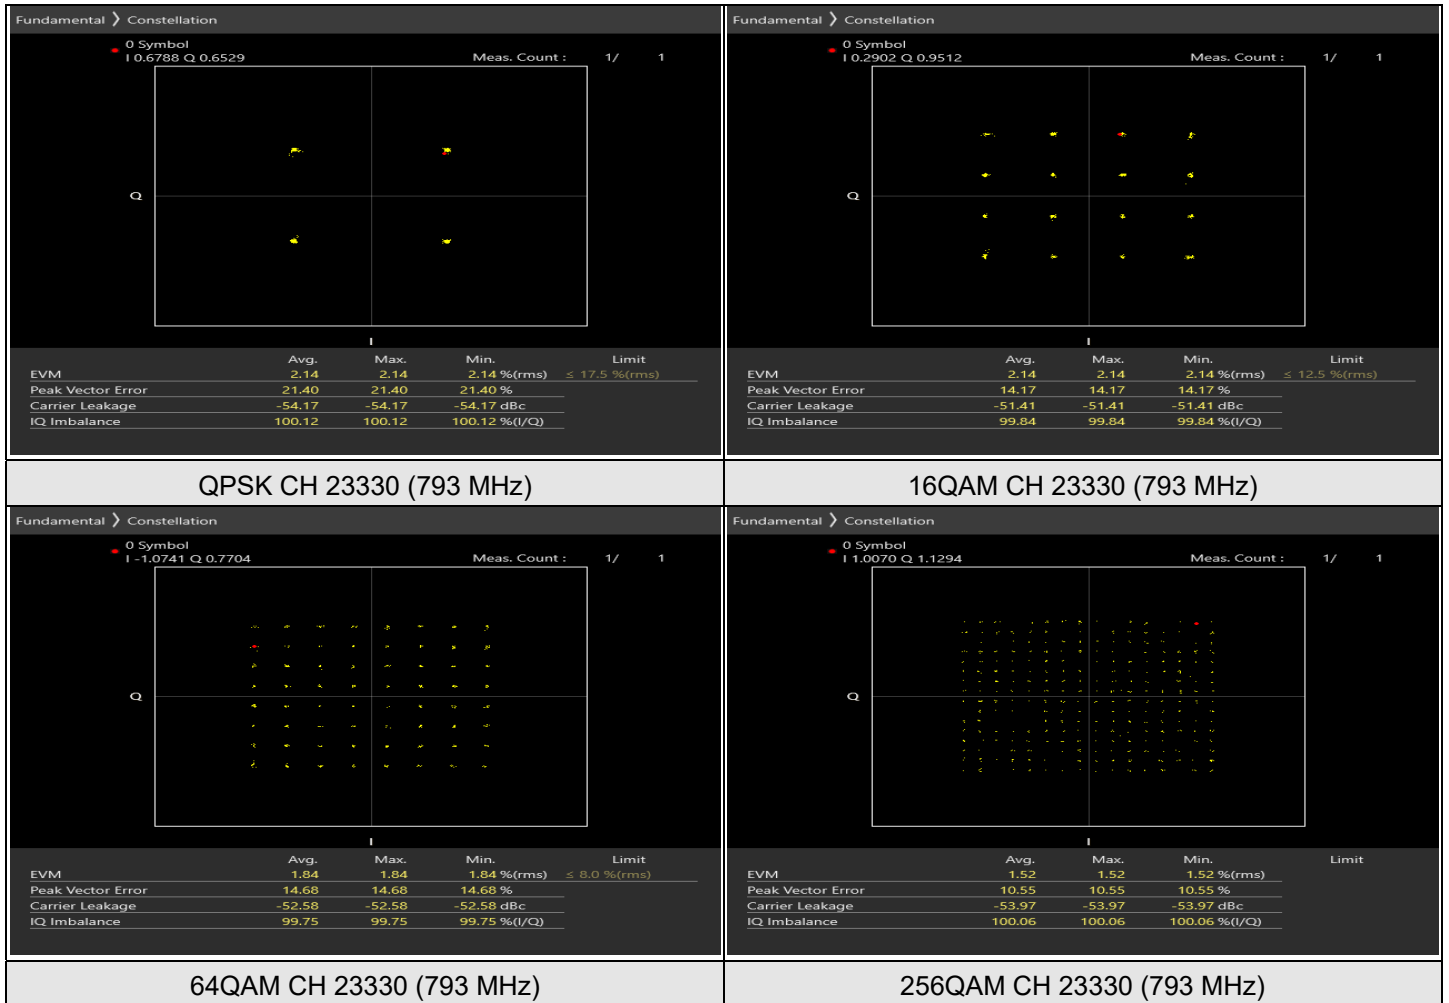 Fundamental ❯ Constellation
0 Symbol
I 0.6788 Q 0.6529 Meas. Count : 1/ 1
Q
I
Avg. Max. Min. Limit
EVM 2.14 2.14 2.14 %(rms) ≤ 17.5 %(rms)
Peak Vector Error 21.40 21.40 21.40 %
Carrier Leakage -54.17 -54.17 -54.17 dBc
IQ Imbalance 100.12 100.12 100.12 %(I/Q)
QPSK CH 23330 (793 MHz)
Fundamental ❯ Constellation
0 Symbol
I 0.2902 Q 0.9512 Meas. Count : 1/ 1
Q
I
Avg. Max. Min. Limit
EVM 2.14 2.14 2.14 %(rms) ≤ 12.5 %(rms)
Peak Vector Error 14.17 14.17 14.17 %
Carrier Leakage -51.41 -51.41 -51.41 dBc
IQ Imbalance 99.84 99.84 99.84 %(I/Q)
16QAM CH 23330 (793 MHz)
Fundamental ❯ Constellation
0 Symbol
I -1.0741 Q 0.7704 Meas. Count : 1/ 1
Q
I
Avg. Max. Min. Limit
EVM 1.84 1.84 1.84 %(rms) ≤ 8.0 %(rms)
Peak Vector Error 14.68 14.68 14.68 %
Carrier Leakage -52.58 -52.58 -52.58 dBc
IQ Imbalance 99.75 99.75 99.75 %(I/Q)
64QAM CH 23330 (793 MHz)
Fundamental ❯ Constellation
0 Symbol
I 1.0070 Q 1.1294 Meas. Count : 1/ 1
Q
I
Avg. Max. Min. Limit
EVM 1.52 1.52 1.52 %(rms)
Peak Vector Error 10.55 10.55 10.55 %
Carrier Leakage -53.97 -53.97 -53.97 dBc
IQ Imbalance 100.06 100.06 100.06 %(I/Q)
256QAM CH 23330 (793 MHz)